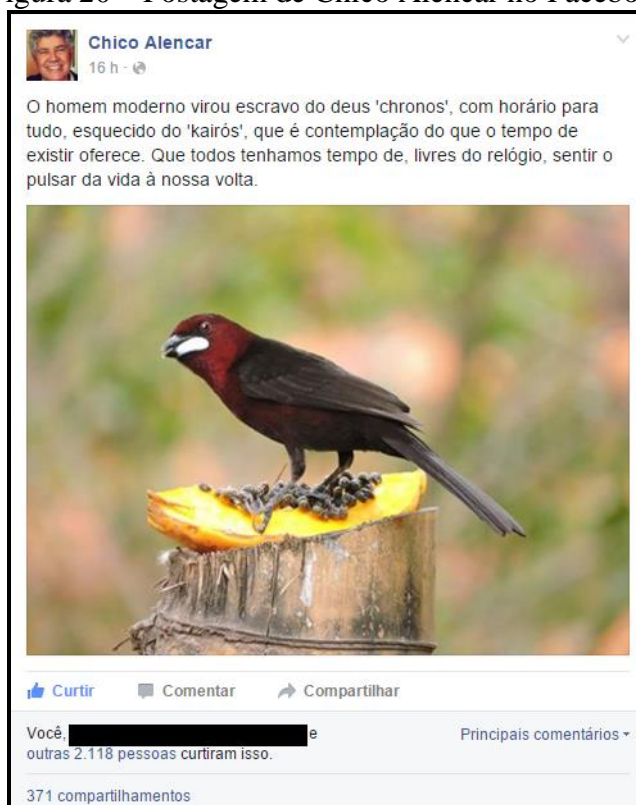 igura 20 – Postagem de Chico Alencar no Facebo
Chico Alencar
16 h ·
O homem moderno virou escravo do deus 'chronos', com horário para
tudo, esquecido do 'kairós', que é contemplação do que o tempo de
existir oferece. Que todos tenhamos tempo de, livres do relógio, sentir o
pulsar da vida à nossa volta.
Curtir Comentar Compartilhar
Você, e Principais comentários
outras 2.118 pessoas curtiram isso.
371 compartilhamentos